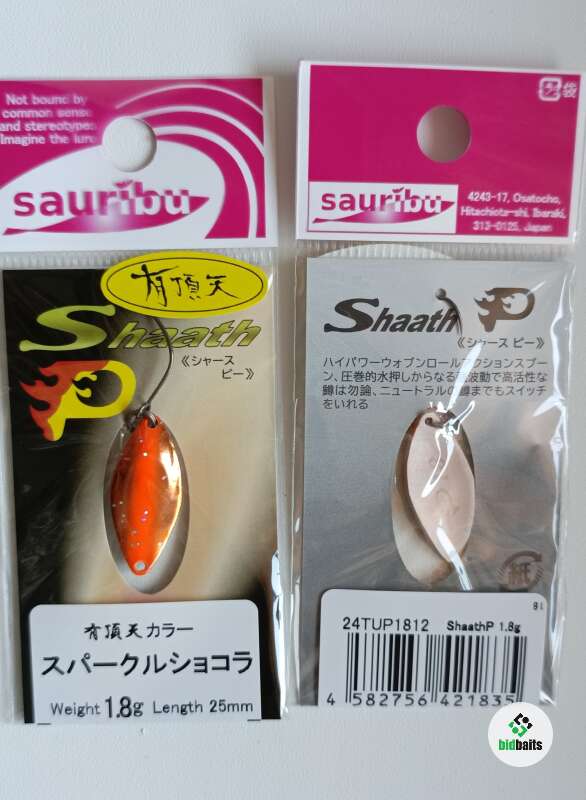 Not bound by
common sense
and stereotypes
Imagine the lure
sauribu
有頂天
Shaath
P
《シャース
ピー》
有頂天カラー
スパークルショコラ
Weight 1.8g Length 25mm
袋
sauribu
4243-17, Osatocho,
Hitachiota-shi, Ibaraki,
313-0125, Japan
Shaath P
《シャース ピー》
ハイパワーウォブンロールアクションスプー
ン、圧巻的水押しからなる波動で高活性な
鱒は勿論、ニュートラルの鱒までもスイッチ
をいれる
紙
18
24TUP1812 ShaathP 1.8g
4 582756 421835
bidbaits